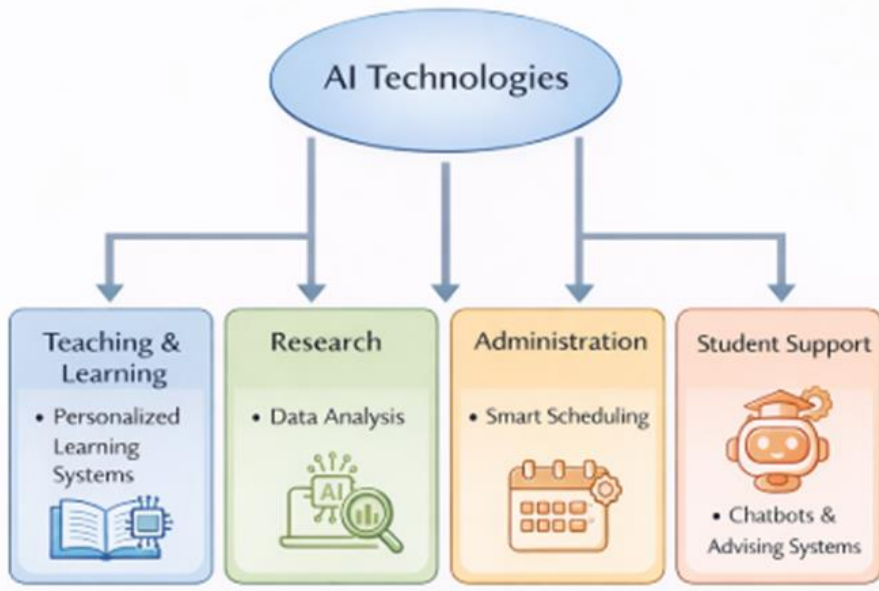 AI Technologies
Teaching &
Learning
• Personalized
Learning
Systems
Research
• Data Analysis
AI
Administration
• Smart Scheduling
Student Support
• Chatbots &
Advising Systems